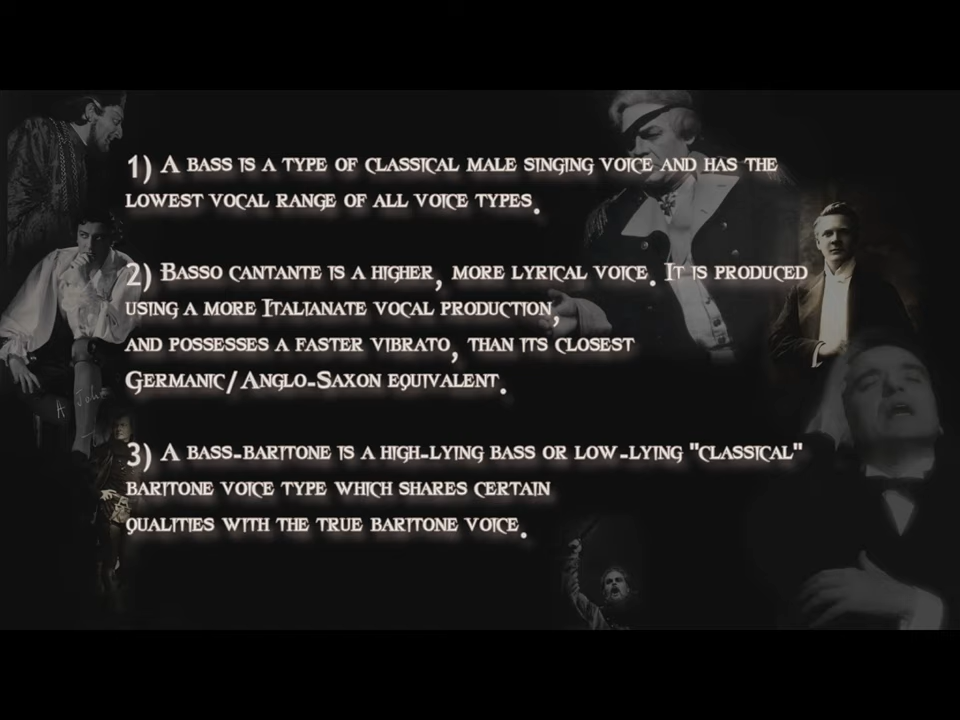 1) A bass is a type of classical male singing voice and has the
lowest vocal range of all voice types.
2) Basso cantante is a higher, more lyrical voice. It is produced
using a more Italianate vocal production,
and possesses a faster vibrato, than its closest
Germanic/Anglo-Saxon equivalent.
3) A bass-baritone is a high-lying bass or low-lying "classical"
baritone voice type which shares certain
qualities with the true baritone voice.